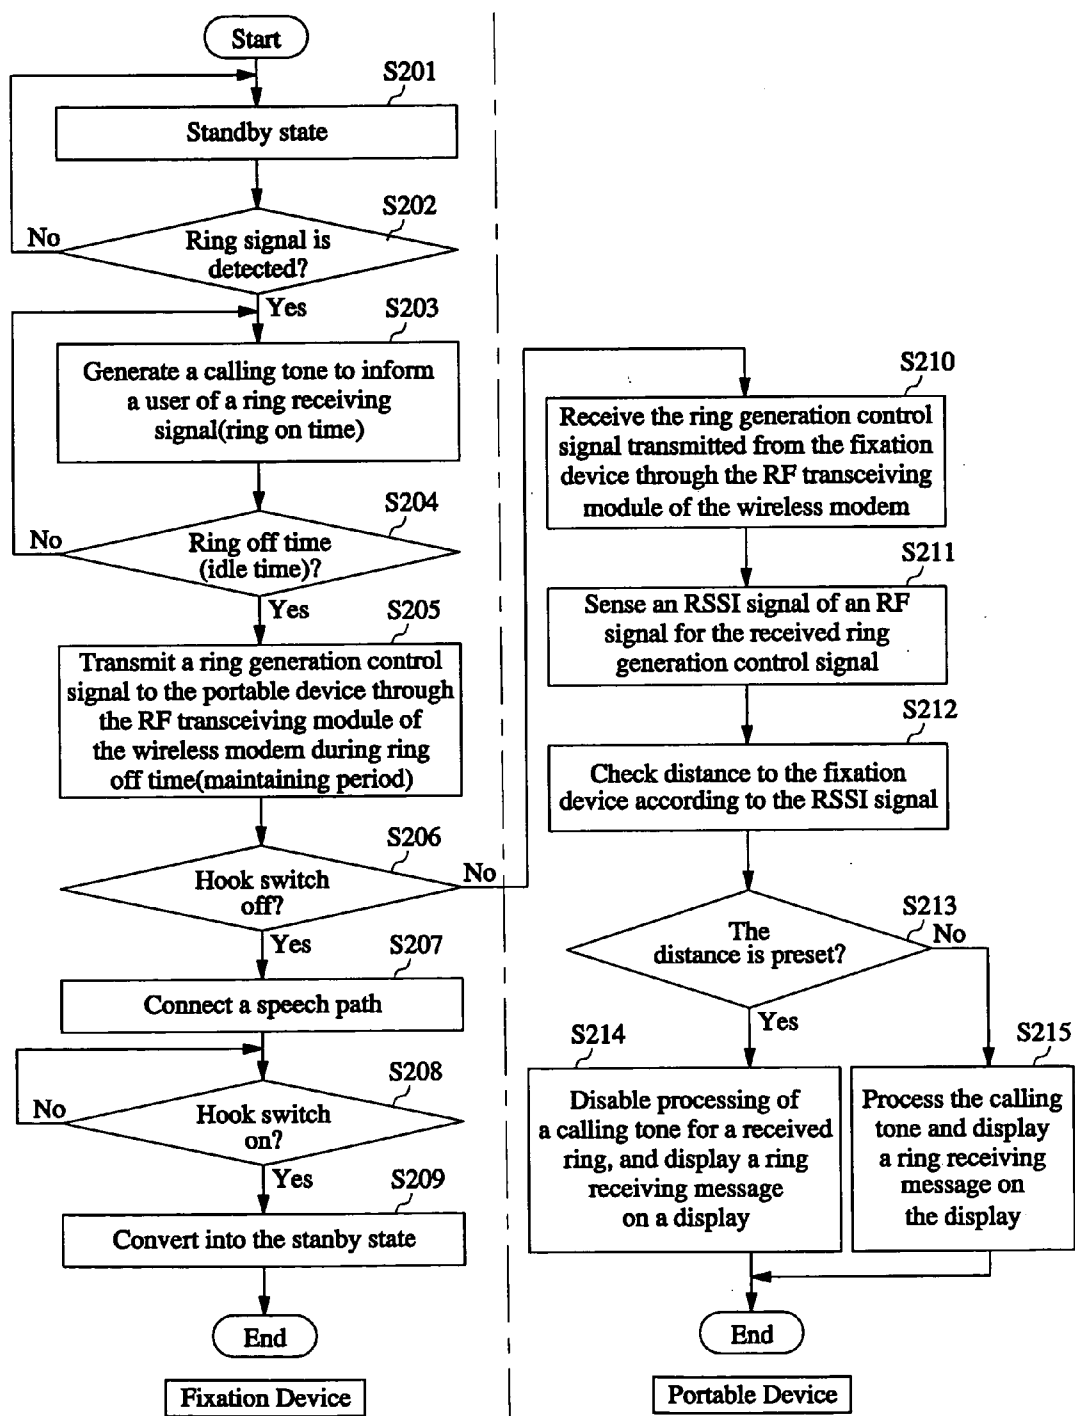 Start
S201
Standby state
S202
Ring signal is
detected?
No
Yes
S203
Generate a calling tone to inform
a user of a ring receiving
signal(ring on time)
S204
Ring off time
(idle time)?
No
Yes
S205
Transmit a ring generation control
signal to the portable device through
the RF transceiving module of
the wireless modem during ring
off time(maintaining period)
S206
Hook switch
off?
No
Yes
S207
Connect a speech path
S208
Hook switch
on?
No
Yes
S209
Convert into the stanby state
End
Fixation Device
S210
Receive the ring generation control
signal transmitted from the fixation
device through the RF transceiving
module of the wireless modem
S211
Sense an RSSI signal of an RF
signal for the received ring
generation control signal
S212
Check distance to the fixation
device according to the RSSI signal
S213
The
distance is preset?
No
Yes
S214
Disable processing of
a calling tone for a received
ring, and display a ring
receiving message
on a display
S215
Process the calling
tone and display
a ring receiving
message on
the display
End
Portable Device